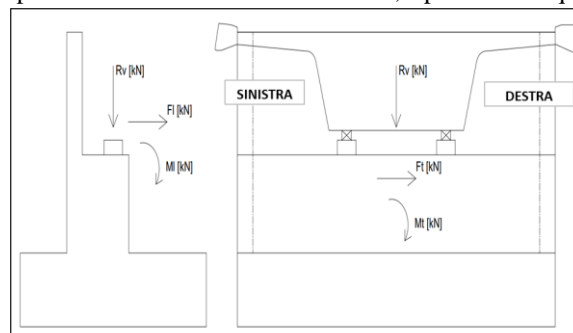 Rv [kN]
Fl [kN]
Ml [kN]
SINISTRA
Rv [kN]
DESTRA
Ft [kN]
Mt [kN]